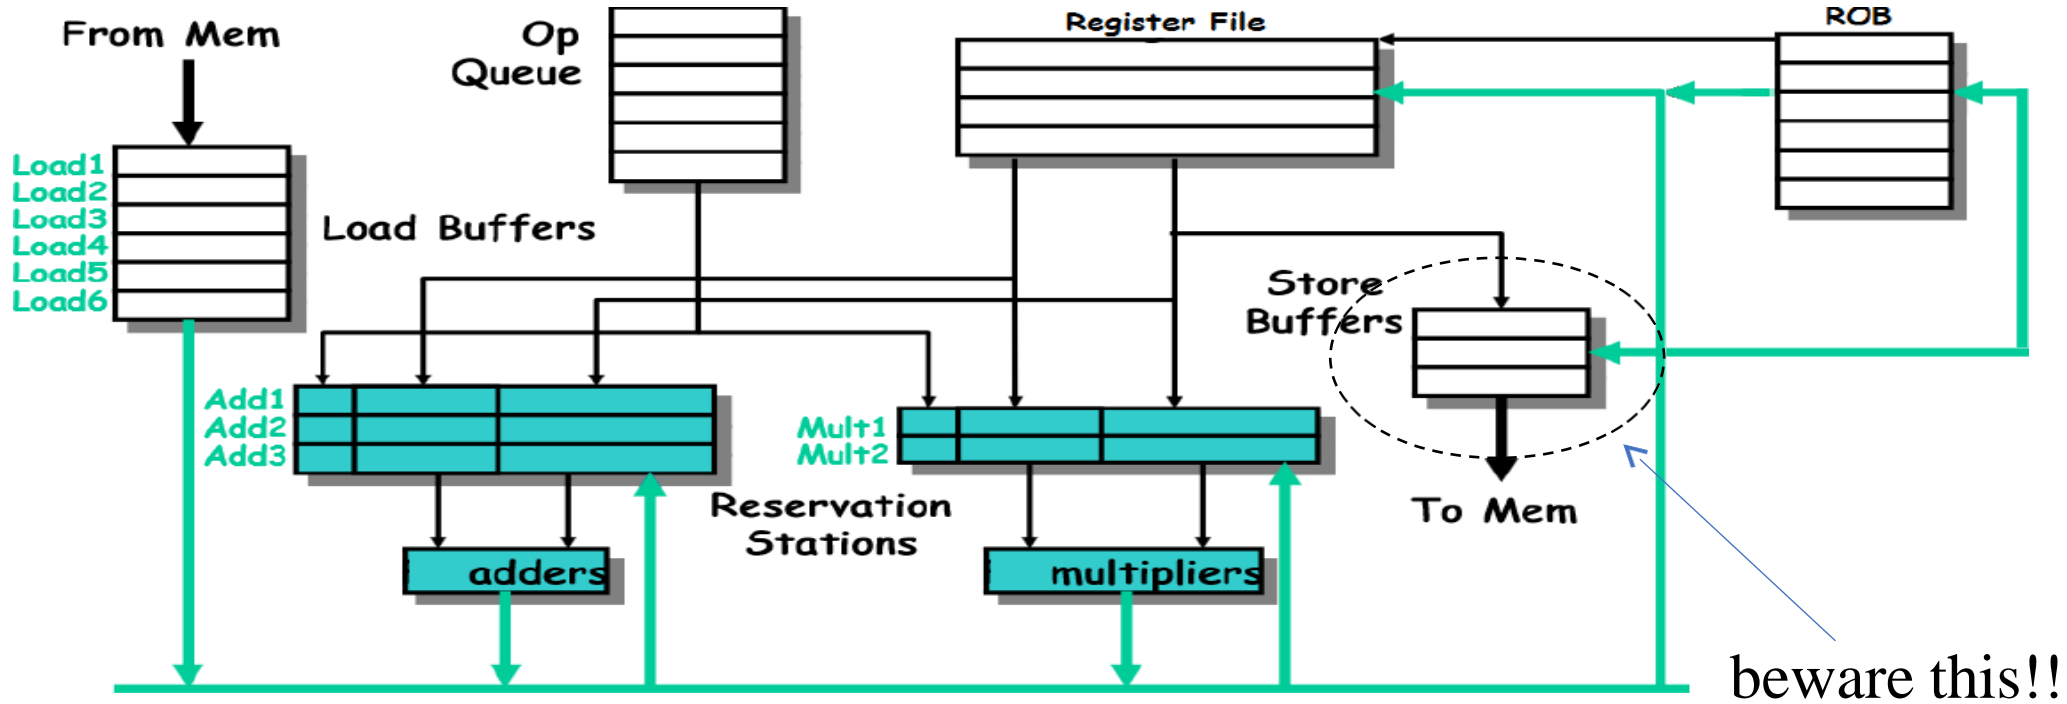 From Mem
Op
Queue
Register File
ROB
Load1
Load2
Load3
Load4
Load5
Load6
Load Buffers
Store
Buffers
Add1
Add2
Add3
Mult1
Mult2
Reservation
Stations
To Mem
adders
multipliers
beware this!!